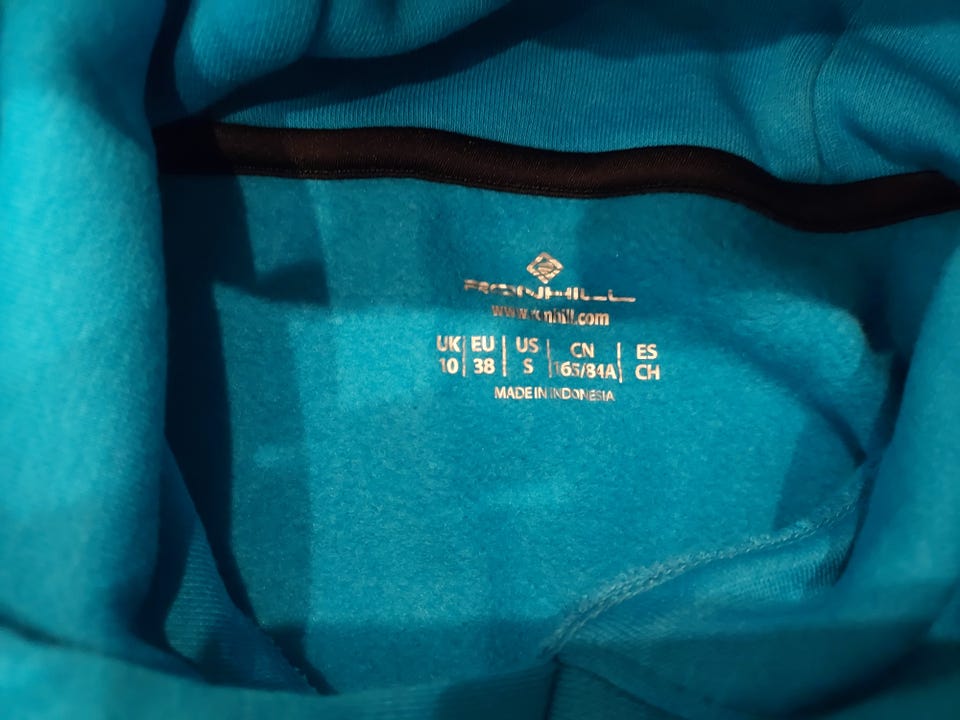 RONHILL
www.ronhill.com
UK | EU | US | CN | ES
10 | 38 | S | 165/84A | CH
MADE IN INDONESIA